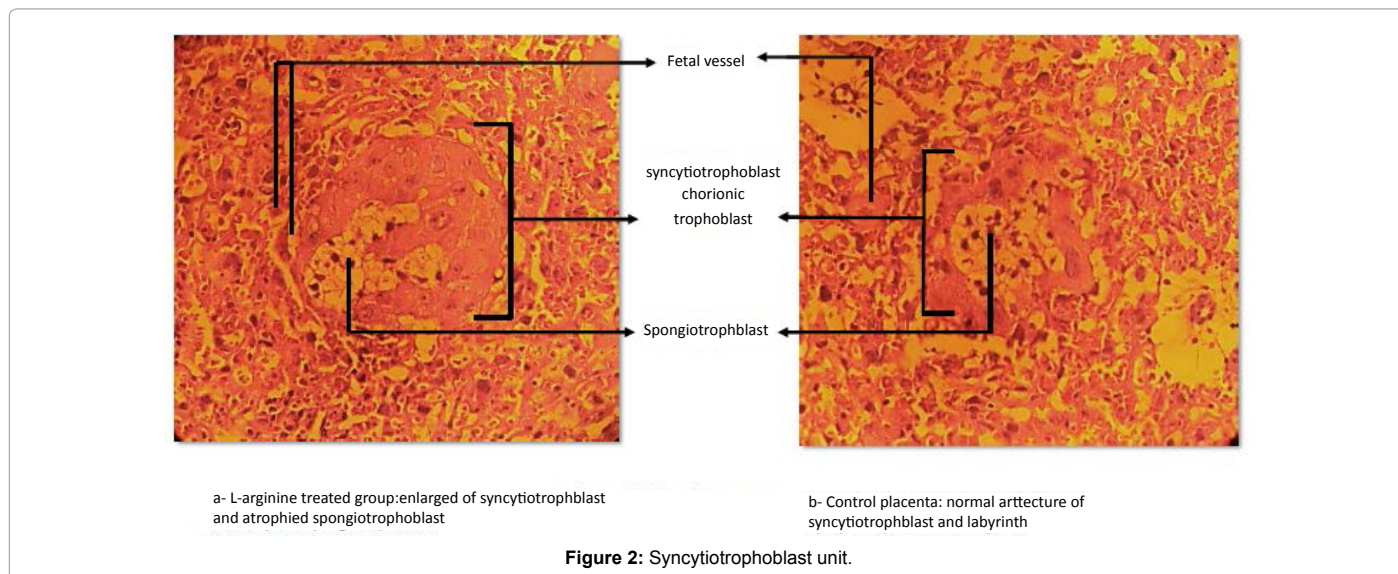 Fetal vessel
syncytiotrophoblast
chorionic
trophoblast
Spongiotrophblast
a- L-arginine treated group:enlarged of syncytiotrophblast
and atrophied spongiotrophoblast
b- Control placenta: normal arttecture of
syncytiotrophblast and labyrinth
Figure 2: Syncytiotrophoblast unit.